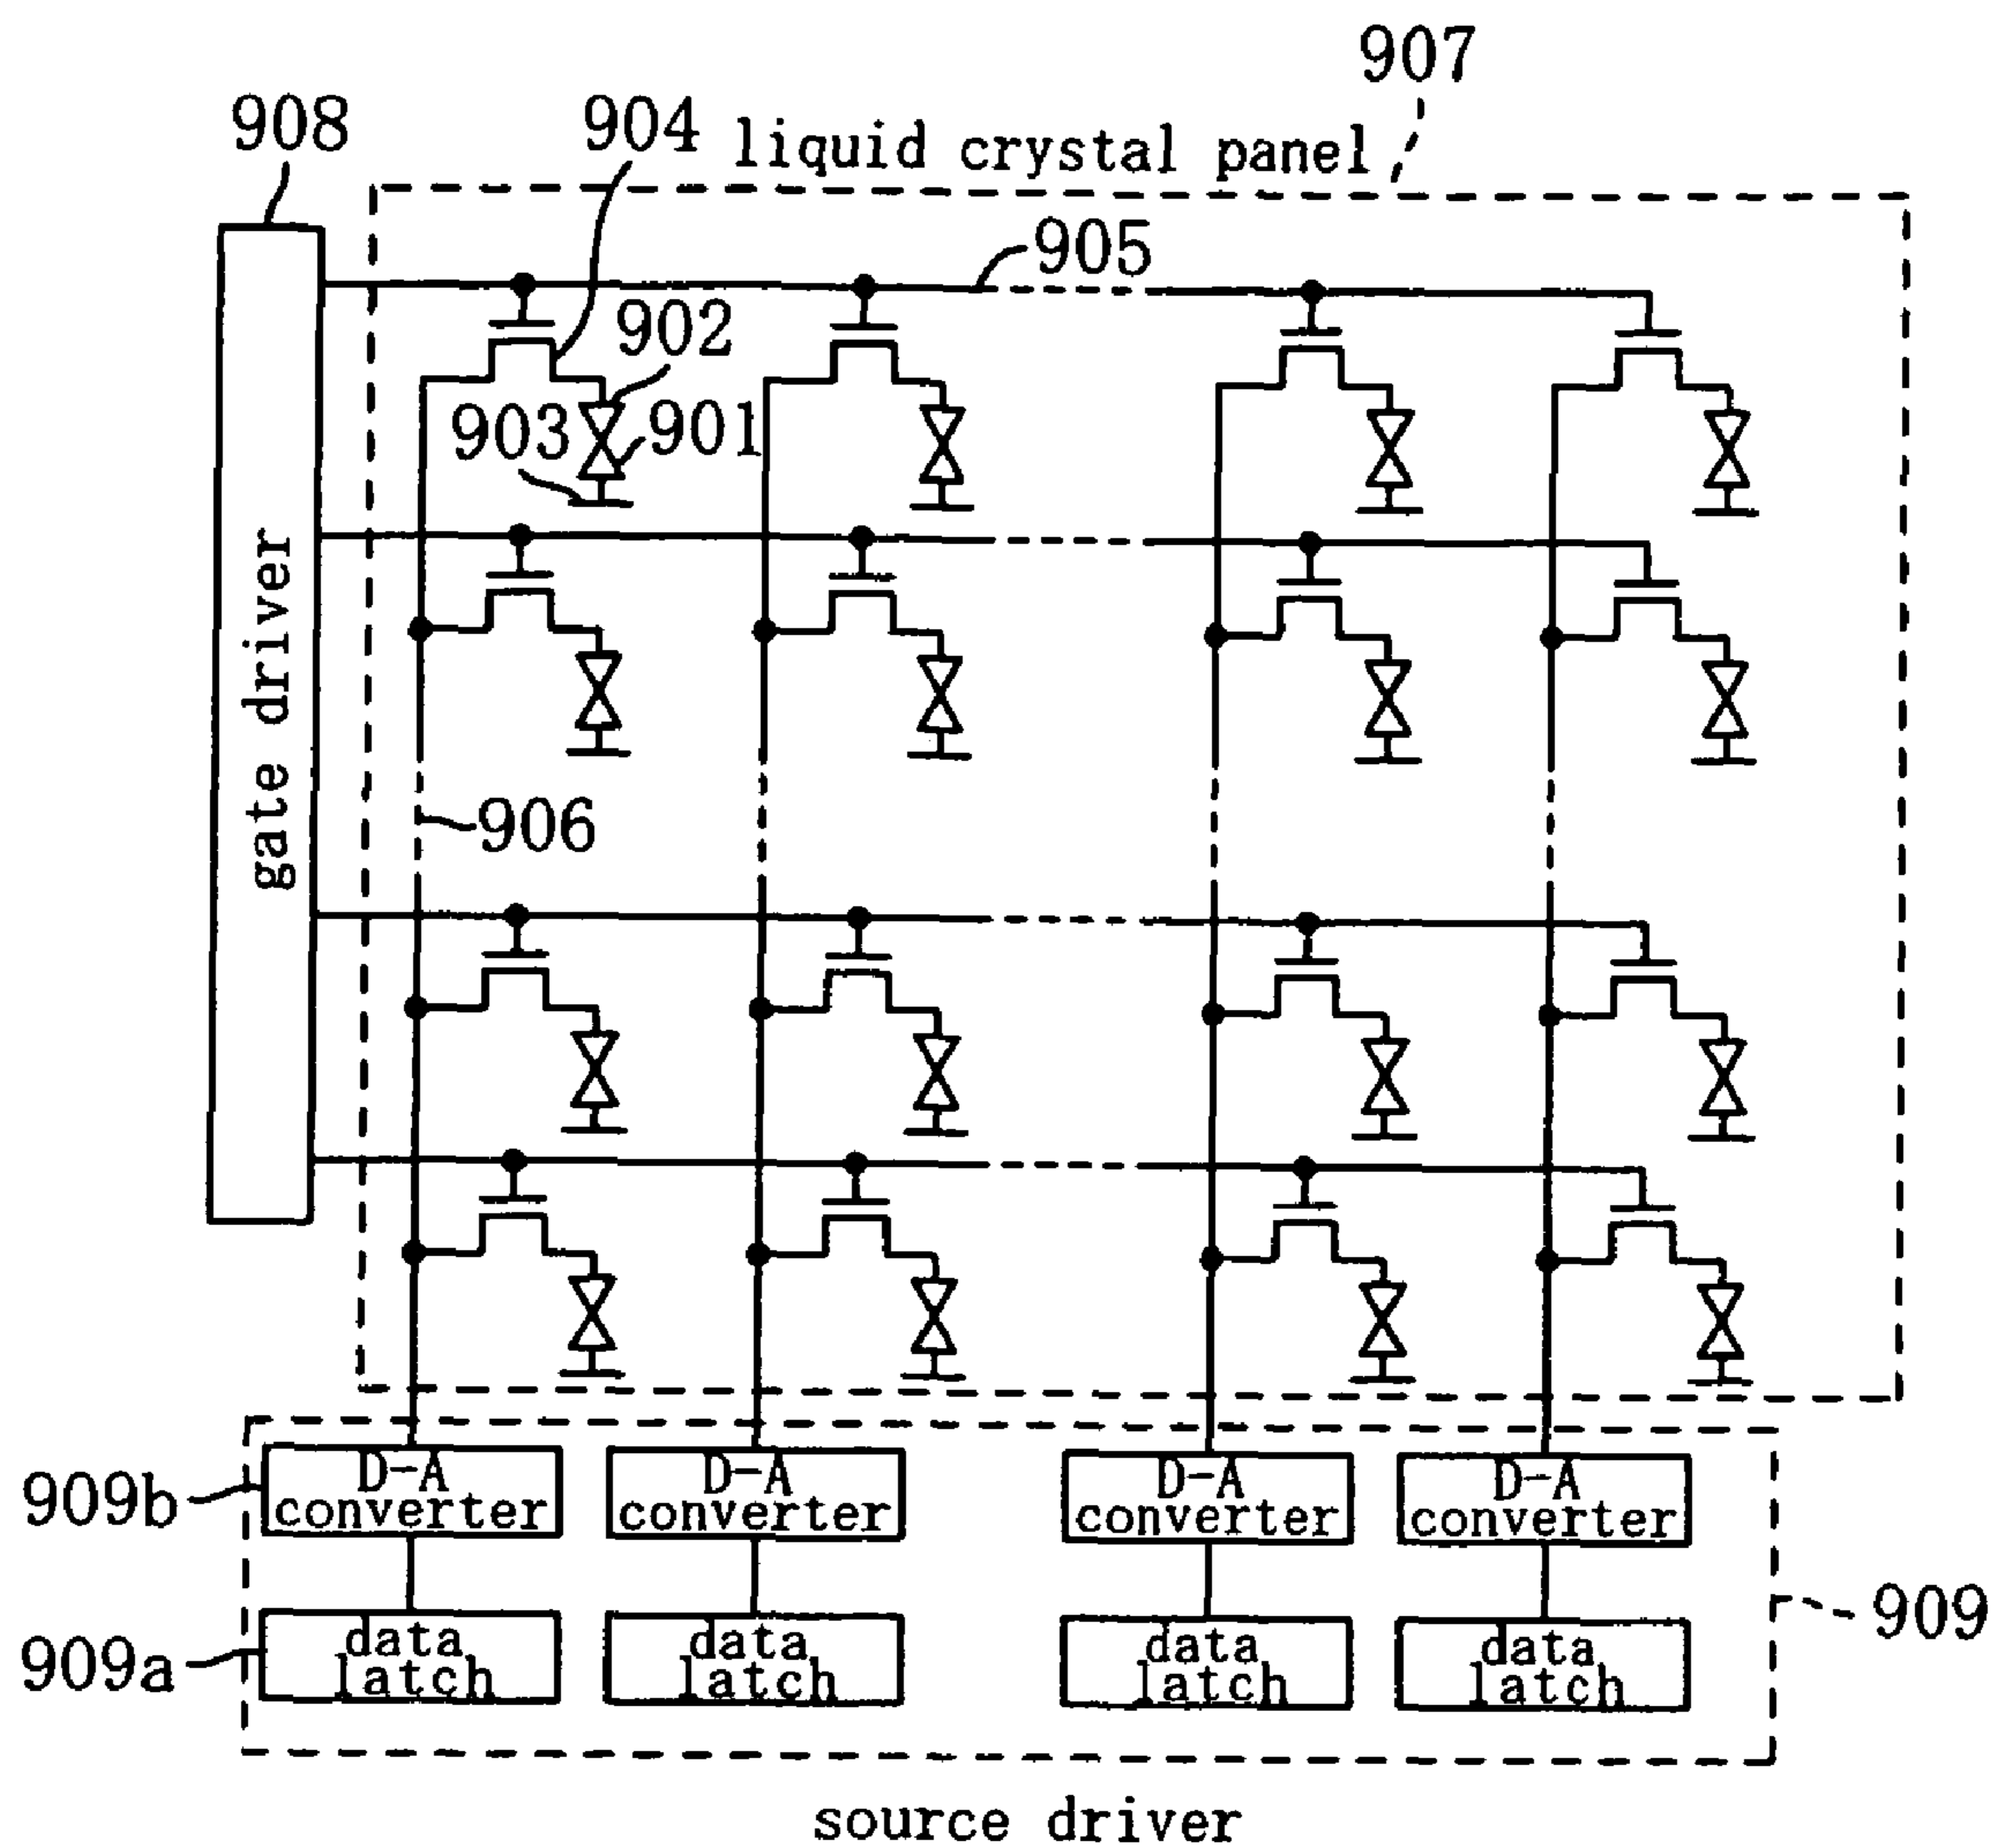 907
908
904
liquid crystal panel
905
902
903
901
gate driver
906
909b
D-A
converter
D-A
converter
D-A
converter
D-A
converter
909
909a
data
latch
data
latch
data
latch
data
latch
source driver